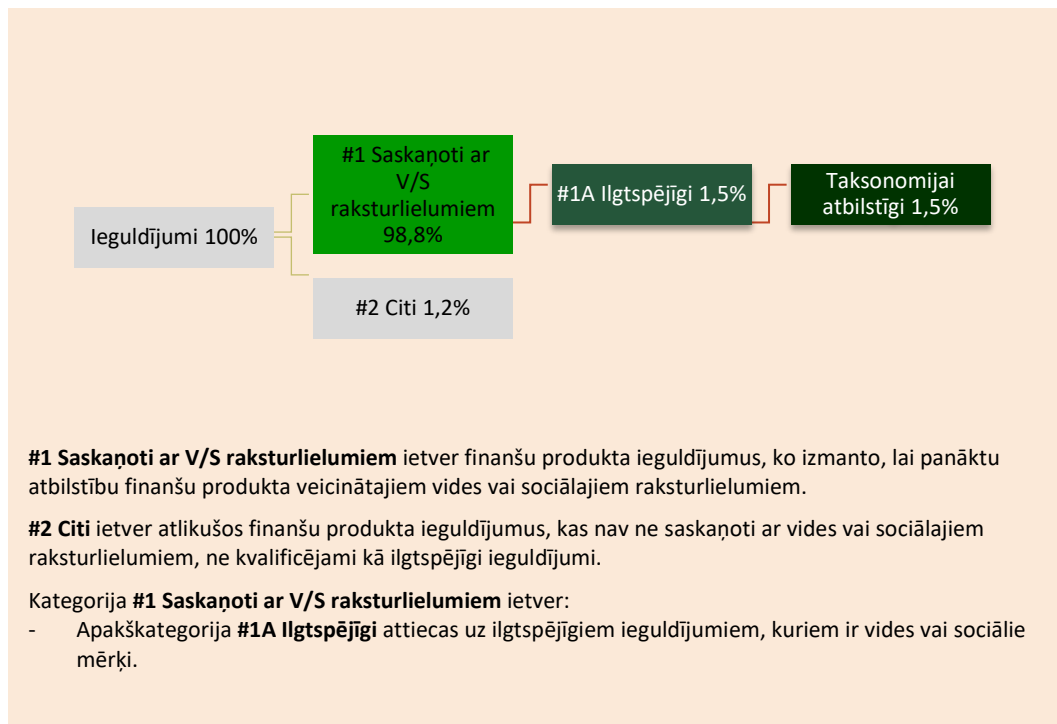 #1 Saskaņoti ar
V/S
raksturlielumiem
98,8%
#1A Ilgtspējīgi 1,5%
Taksonomijai
atbilstīgi 1,5%
Ieguldījumi 100%
#2 Citi 1,2%
#1 Saskaņoti ar V/S raksturlielumiem ietver finanšu produkta ieguldījumus, ko izmanto, lai panāktu
atbilstību finanšu produkta veicinātajiem vides vai sociālajiem raksturlielumiem.
#2 Citi ietver atlikušos finanšu produkta ieguldījumus, kas nav ne saskaņoti ar vides vai sociālajiem
raksturlielumiem, ne kvalificējami kā ilgtspējīgi ieguldījumi.
Kategorija #1 Saskaņoti ar V/S raksturlielumiem ietver:
- Apakškategorija #1A Ilgtspējīgi attiecas uz ilgtspējīgiem ieguldījumiem, kuriem ir vides vai sociālie
mērķi.